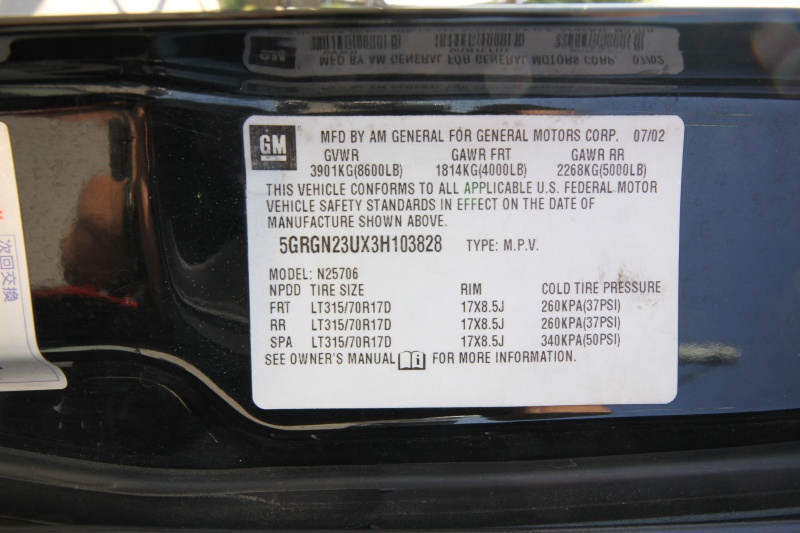 GM
MFD BY AM GENERAL FOR GENERAL MOTORS CORP. 07/02
GVWR GAWR FRT GAWR RR
3901KG(8600LB) 1814KG(4000LB) 2268KG(5000LB)
THIS VEHICLE CONFORMS TO ALL APPLICABLE U.S. FEDERAL MOTOR
VEHICLE SAFETY STANDARDS IN EFFECT ON THE DATE OF
MANUFACTURE SHOWN ABOVE.
5GRGN23UX3H103828 TYPE: M.P.V.
MODEL: N25706
NPDD TIRE SIZE RIM COLD TIRE PRESSURE
FRT LT315/70R17D 17X8.5J 260KPA(37PSI)
RR LT315/70R17D 17X8.5J 260KPA(37PSI)
SPA LT315/70R17D 17X8.5J 340KPA(50PSI)
SEE OWNER'S MANUAL FOR MORE INFORMATION.
次回交換